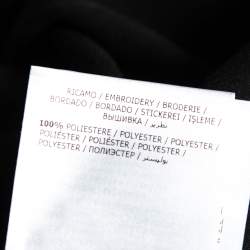 RICAMO / EMBROIDERY / BRODERIE /
BORDADO / BORDADO / STICKEREI / İŞLEME /
ВЫШИВКА / تطريز
100% POLIESTERE / POLYESTER / POLYESTER /
POLIÉSTER / POLIÉSTER / POLYESTER /
POLYESTER / ПОЛИЭСТЕР / بوليستر